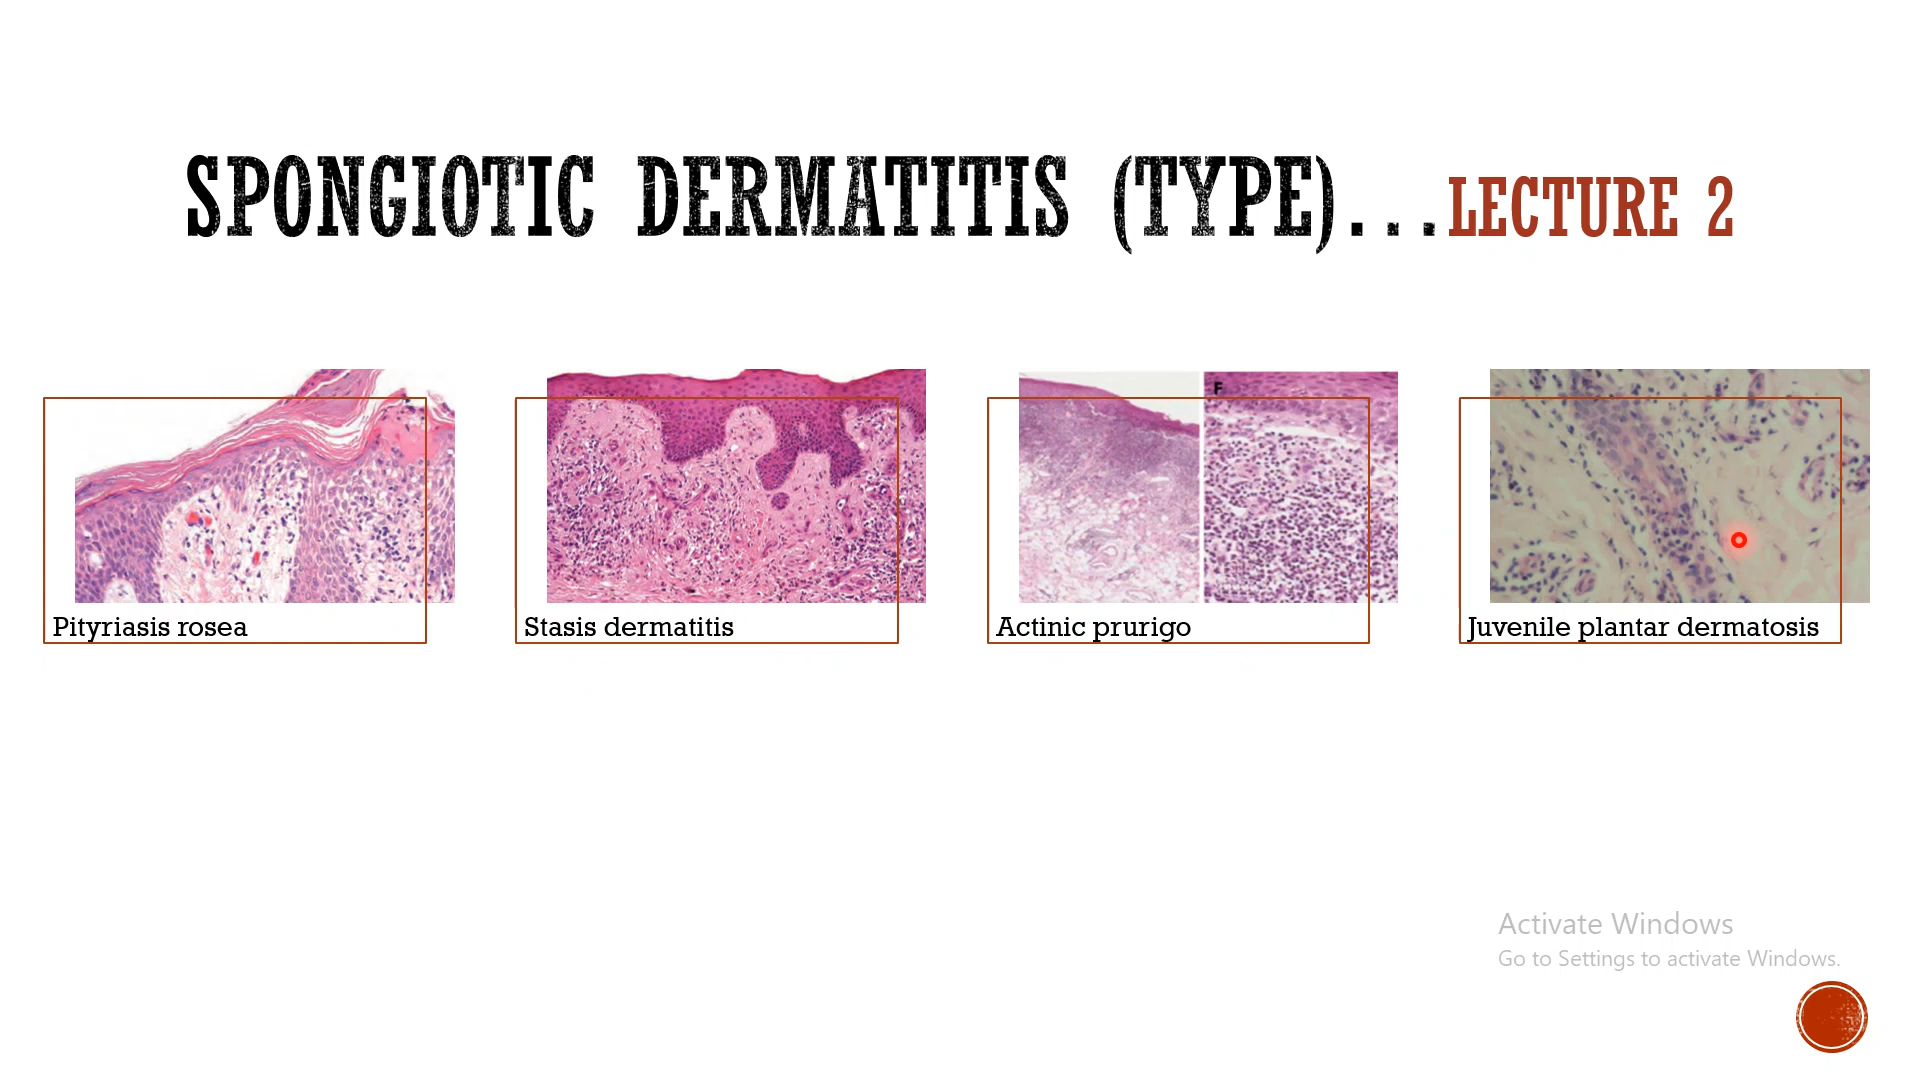 SPONGIOTIC DERMATITIS (TYPE)...LECTURE 2
F
Pityriasis rosea
Stasis dermatitis
Actinic prurigo
Juvenile plantar dermatosis
Activate Windows
Go to Settings to activate Windows.